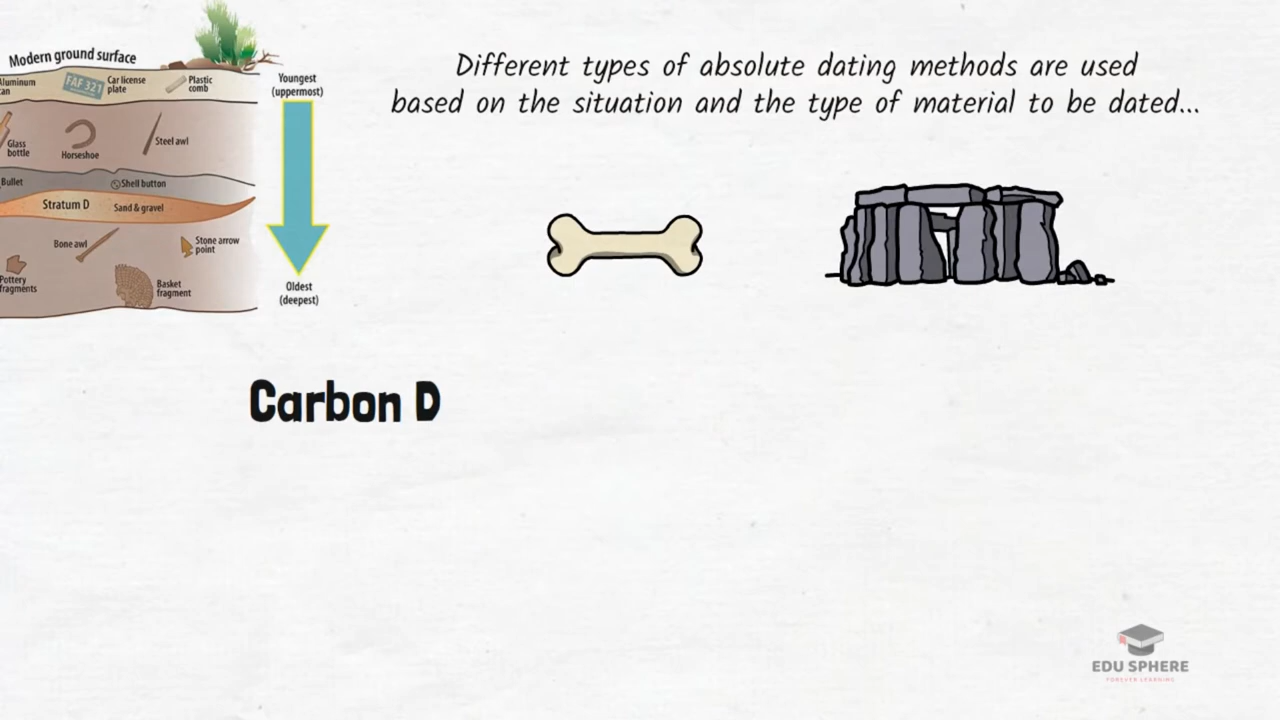 Modern ground surface
Aluminum
can
FAF 321
Car license
plate
Plastic
comb
Youngest
(uppermost)
Glass
bottle
Horseshoe
Steel awl
Bullet
Shell button
Stratum D
Sand & gravel
Bone awl
Stone arrow
point
Pottery
fragments
Basket
fragment
Oldest
(deepest)
Different types of absolute dating methods are used
based on the situation and the type of material to be dated...
Carbon D
EDU SPHERE
FOREVER LEARNING